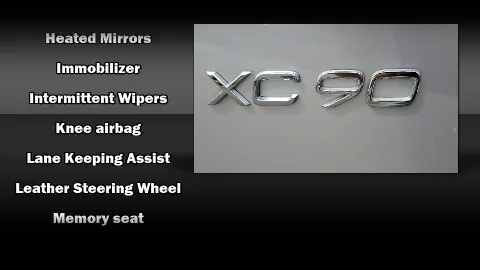 Heated Mirrors
Immobilizer
Intermittent Wipers
Knee airbag
Lane Keeping Assist
Leather Steering Wheel
Memory seat
XC 90